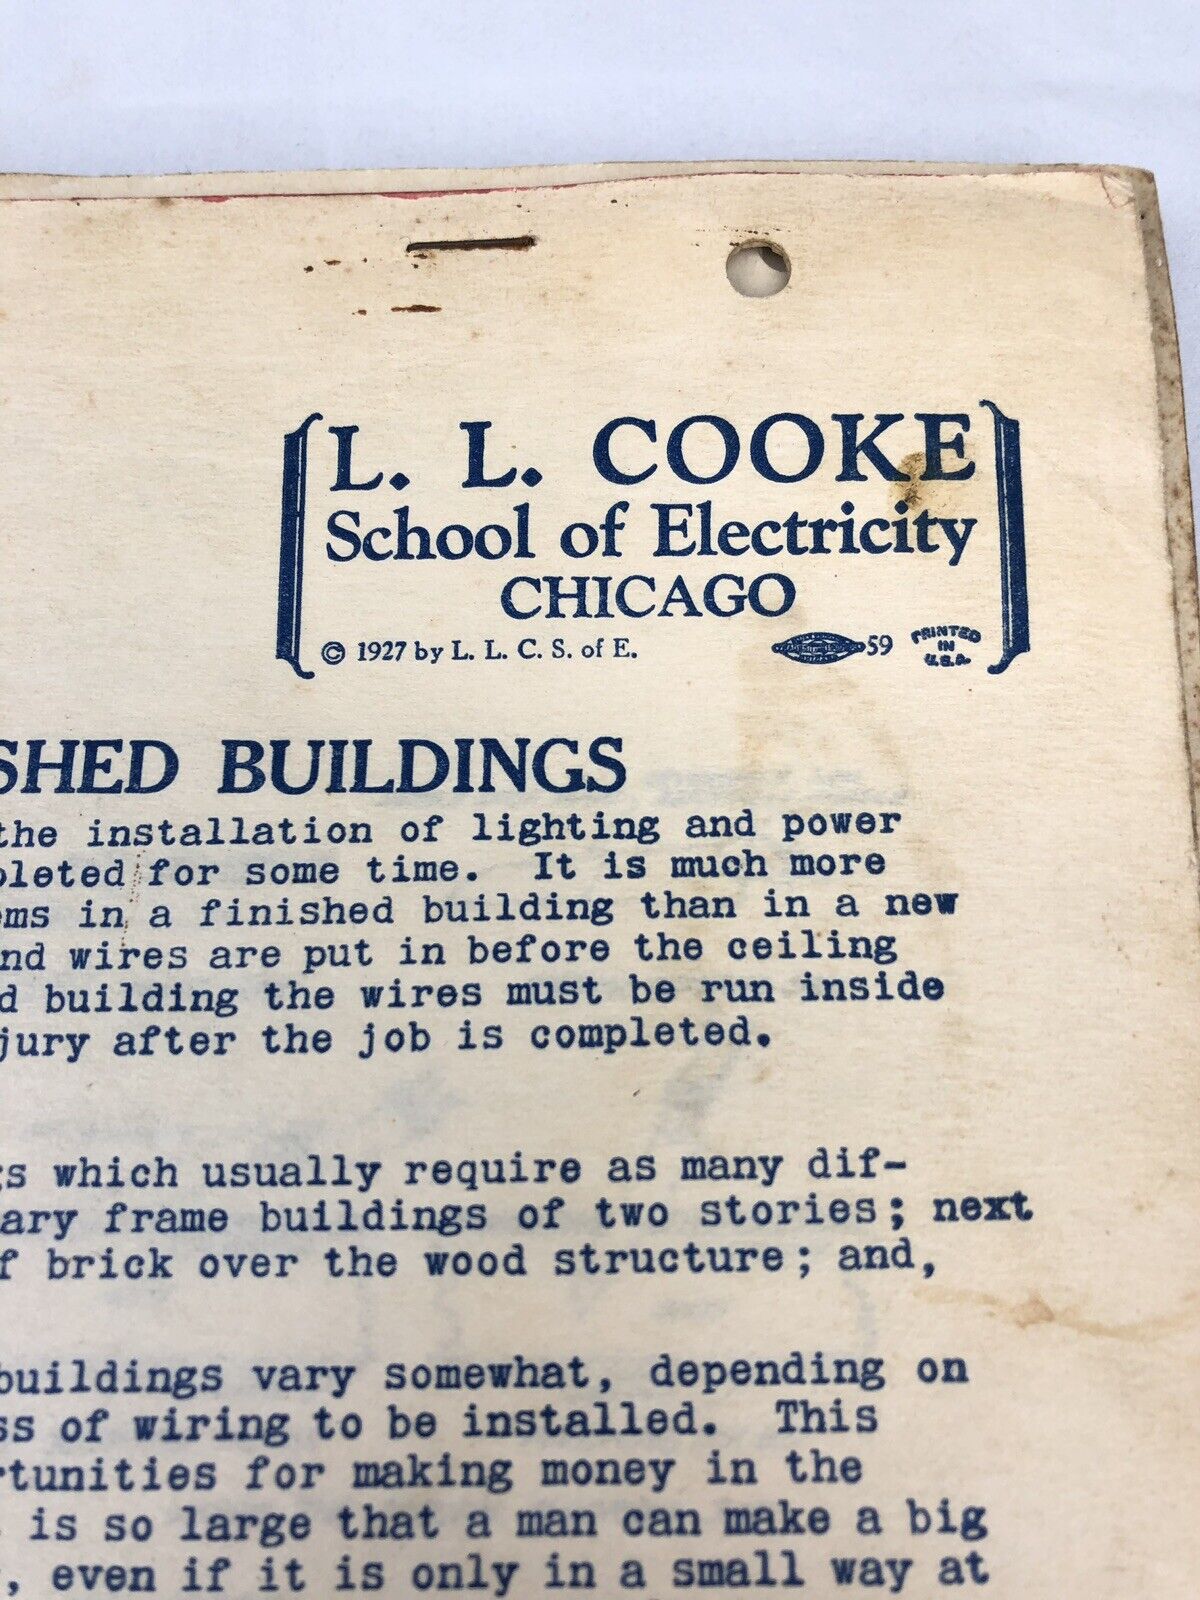 L. L. COOKE
School of Electricity
CHICAGO
© 1927 by L. L. C. S. of E. 59 PRINTED IN U.S.A.
SHED BUILDINGS
the installation of lighting and power
pleted for some time. It is much more
ems in a finished building than in a new
nd wires are put in before the ceiling
d building the wires must be run inside
jury after the job is completed.
gs which usually require as many dif-
ary frame buildings of two stories; next
f brick over the wood structure; and,
buildings vary somewhat, depending on
ss of wiring to be installed. This
rtunities for making money in the
is so large that a man can make a big
, even if it is only in a small way at